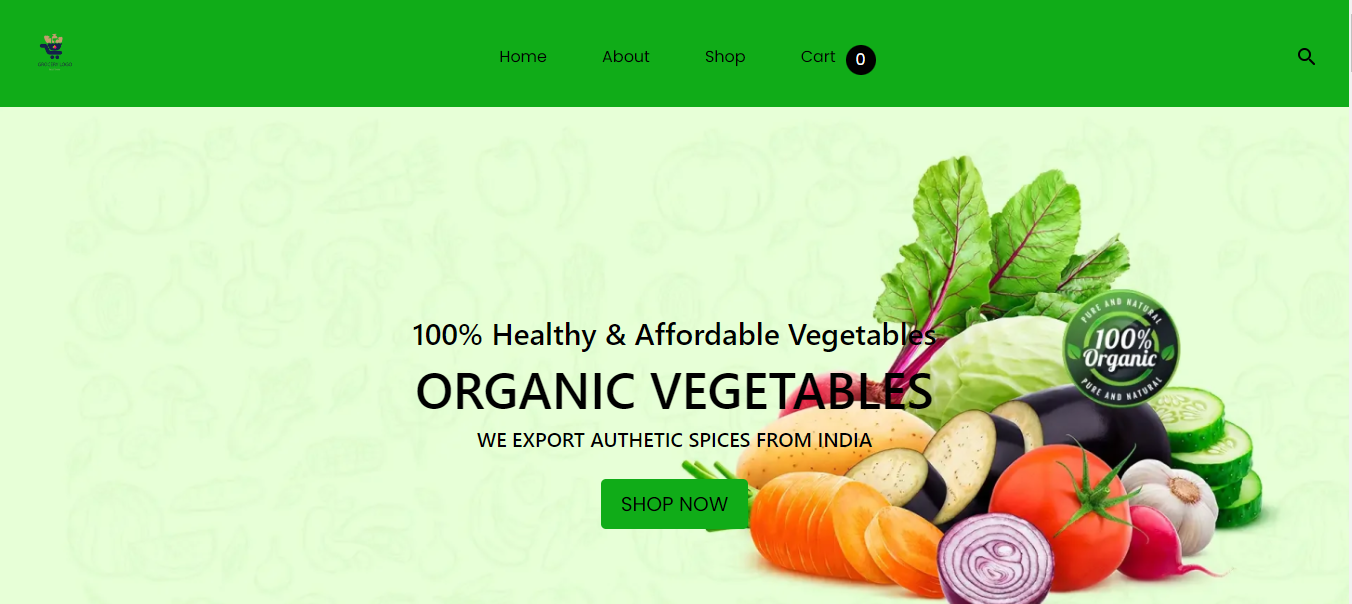 Home About Shop Cart 0
100% Healthy & Affordable Vegetables
ORGANIC VEGETABLES
WE EXPORT AUTHETIC SPICES FROM INDIA
SHOP NOW
PURE AND NATURAL
100%
Organic
PURE AND NATURAL